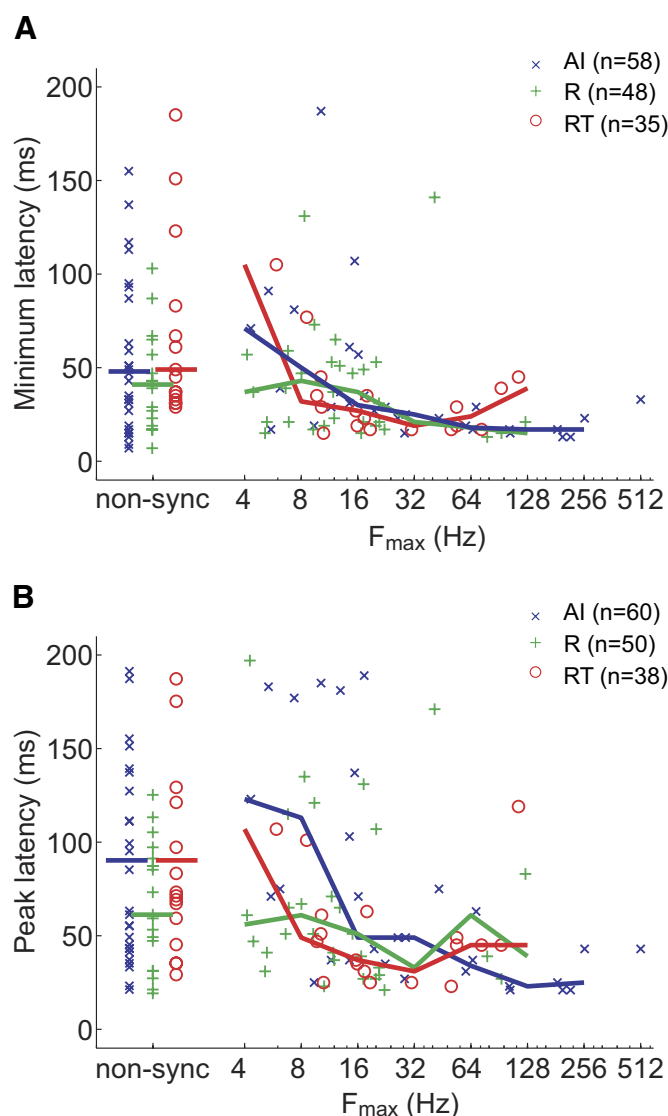 A
AI (n=58)
R (n=48)
RT (n=35)
200
150
100
50
0
Minimum latency (ms)
non-sync 4 8 16 32 64 128 256 512
Fmax (Hz)
B
AI (n=60)
R (n=50)
RT (n=38)
200
150
100
50
0
Peak latency (ms)
non-sync 4 8 16 32 64 128 256 512
Fmax (Hz)